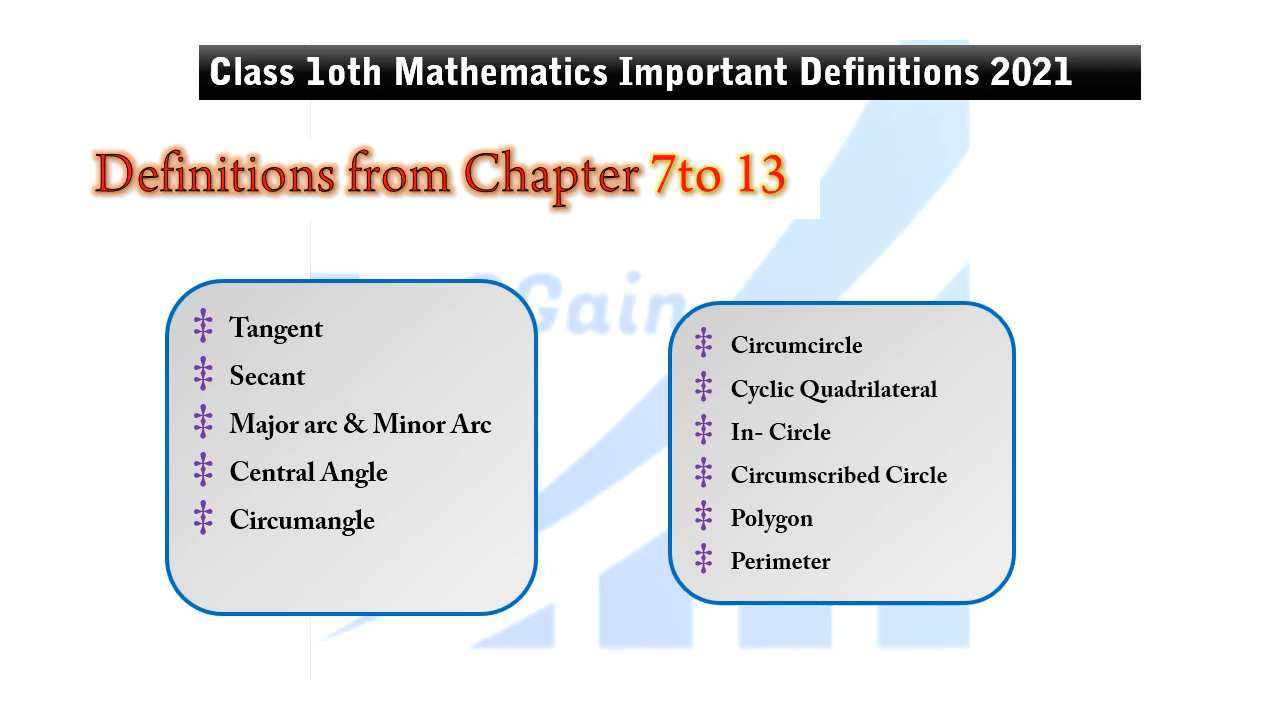 Class 1oth Mathematics Important Definitions 2021
Definitions from Chapter 7to 13
Gain
Tangent
Secant
Major arc & Minor Arc
Central Angle
Circumangle
Circumcircle
Cyclic Quadrilateral
In- Circle
Circumscribed Circle
Polygon
Perimeter